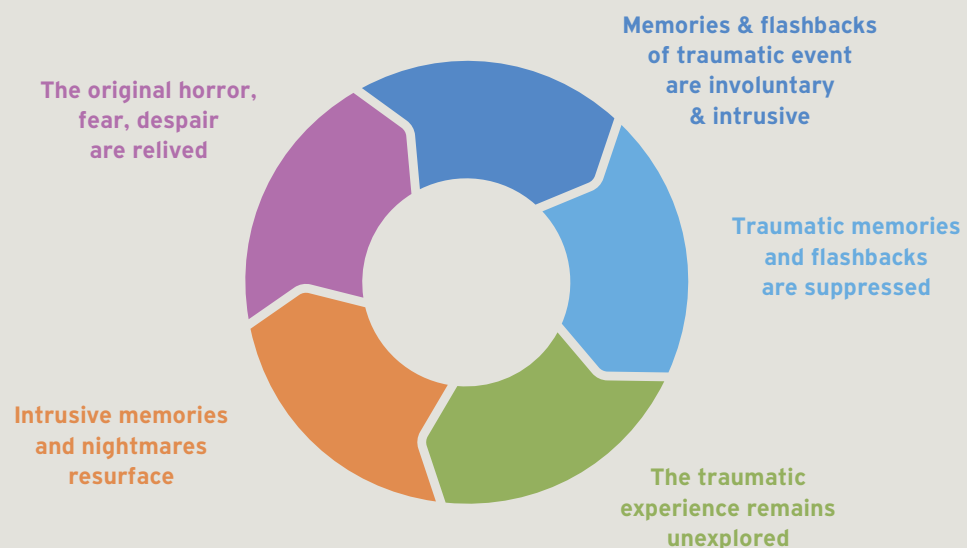 Memories & flashbacks
of traumatic event
are involuntary
& intrusive
Traumatic memories
and flashbacks
are suppressed
The traumatic
experience remains
unexplored
Intrusive memories
and nightmares
resurface
The original horror,
fear, despair
are relived